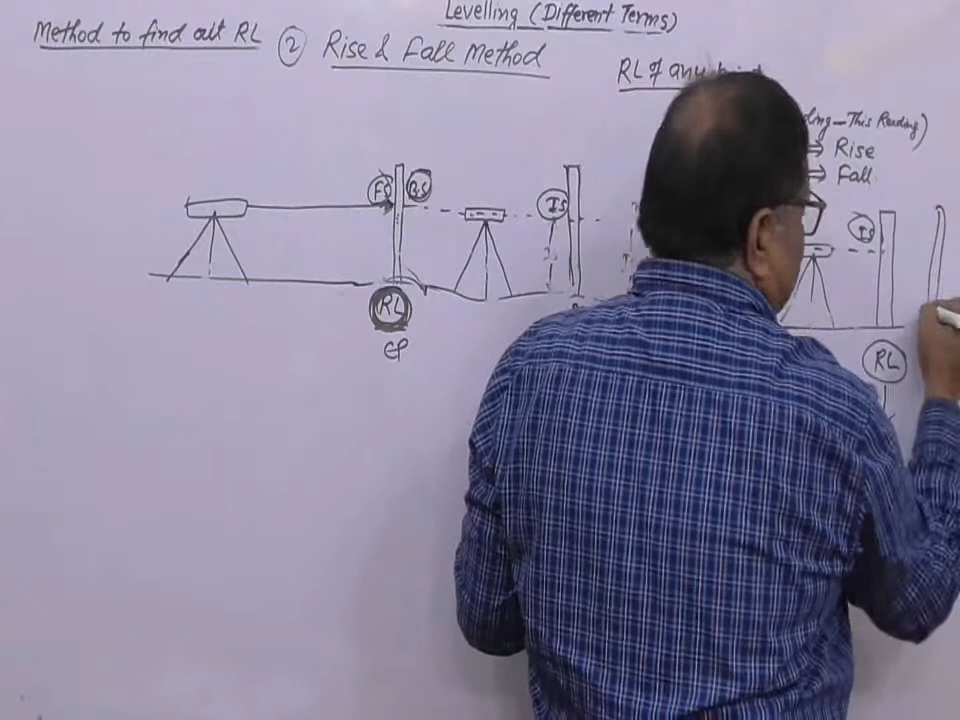 Levelling (Different Terms)
Method to find out RL
② Rise & Fall Method
RL of any
ding - This Reading)
⇒ Rise
⇒ Fall
FS
BS
IS
IS
RL
CP
RL